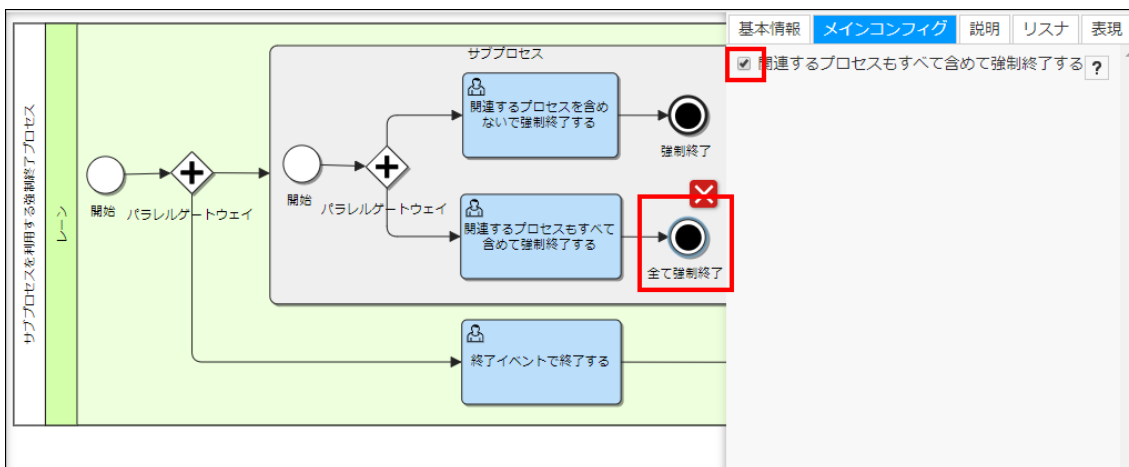 サブプロセスを利用する強制終了プロセス
レーン
開始
パラレルゲートウェイ
サブプロセス
開始
パラレルゲートウェイ
関連するプロセスを含め
ないで強制終了する
強制終了
関連するプロセスもすべて
含めて強制終了する
全て強制終了
終了イベントで終了する
基本情報
メインコンフィグ
説明
リスナ
表現
関連するプロセスもすべて含めて強制終了する
?